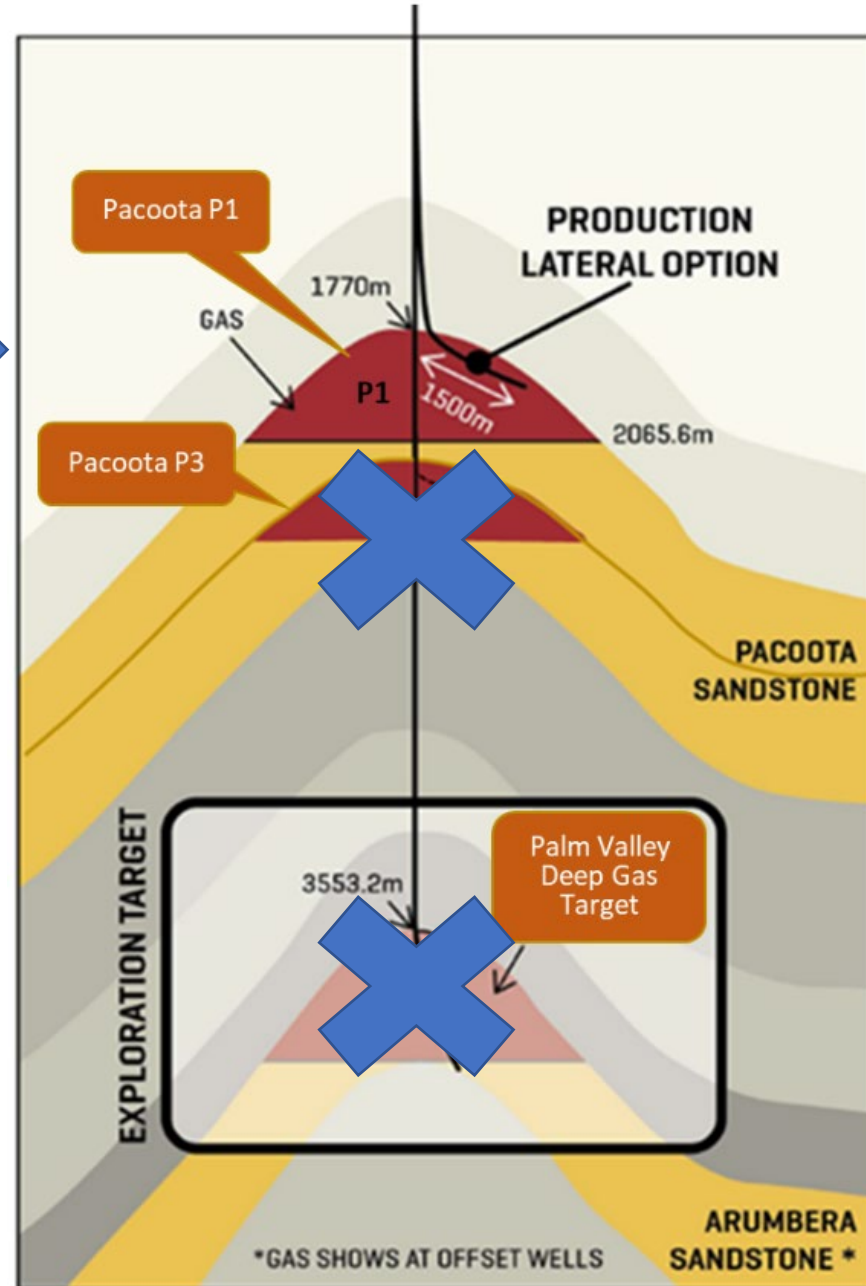 Pacoota P1
PRODUCTION
LATERAL OPTION
1770m
GAS
P1
1500m
2065.6m
Pacoota P3
PACOOTA
SANDSTONE
EXPLORATION TARGET
Palm Valley
Deep Gas
Target
3553.2m
ARUMBERA
SANDSTONE *
*GAS SHOWS AT OFFSET WELLS